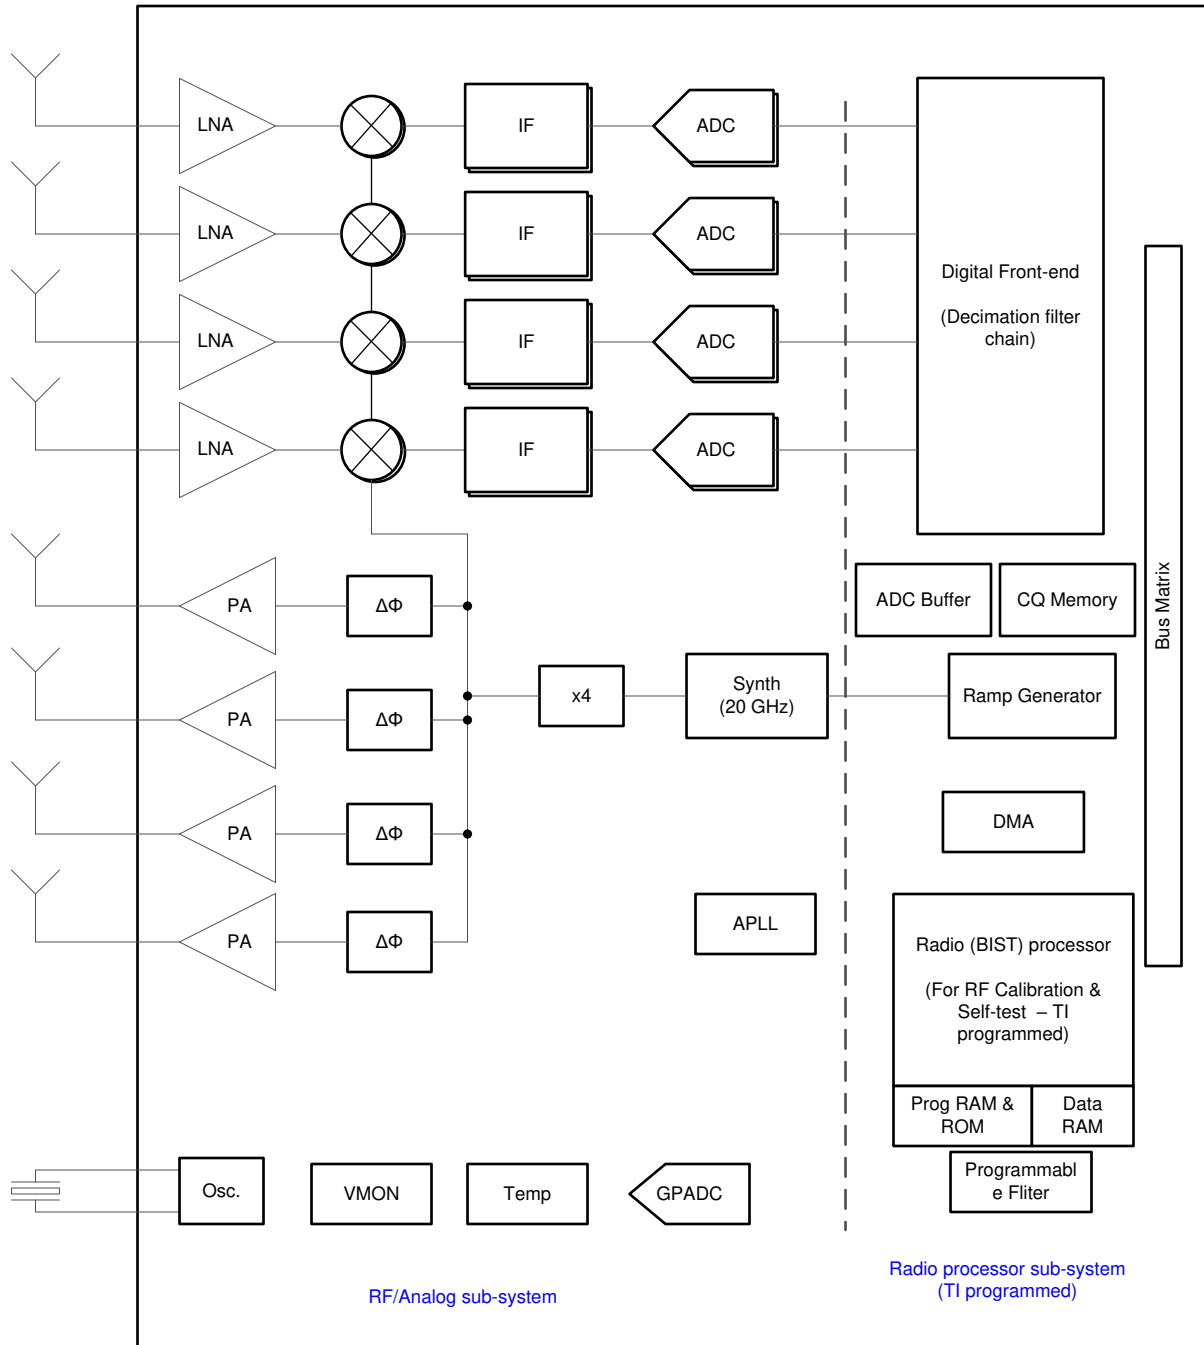 LNA
IF
ADC
LNA
IF
ADC
LNA
IF
ADC
LNA
IF
ADC
Digital Front-end
(Decimation filter
chain)
PA
ΔΦ
ADC Buffer
CQ Memory
Bus Matrix
PA
ΔΦ
x4
Synth
(20 GHz)
Ramp Generator
PA
ΔΦ
DMA
PA
ΔΦ
APLL
Radio (BIST) processor
(For RF Calibration &
Self-test – TI
programmed)
Prog RAM &
ROM
Data
RAM
Programmabl
e Fliter
Osc.
VMON
Temp
GPADC
RF/Analog sub-system
Radio processor sub-system
(TI programmed)